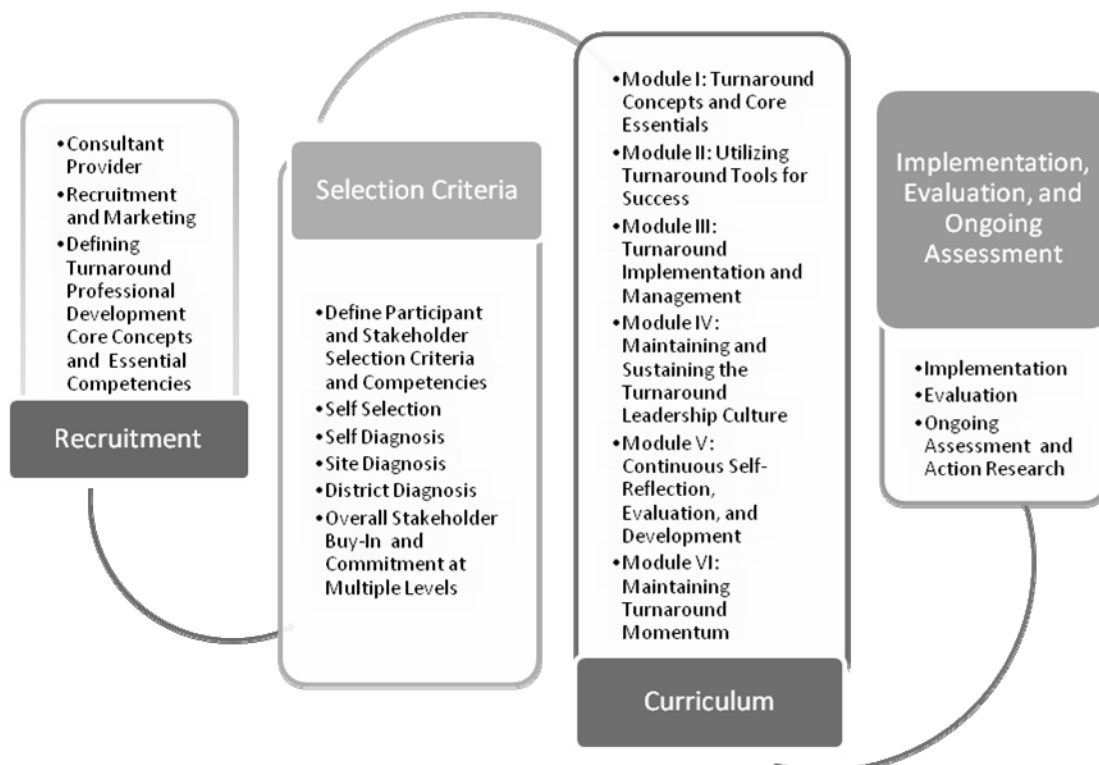 •Consultant
Provider
•Recruitment
and Marketing
•Defining
Turnaround
Professional
Development
Core Concepts
and Essential
Competencies
Recruitment
Selection Criteria
•Define Participant
and Stakeholder
Selection Criteria
and Competencies
•Self Selection
•Self Diagnosis
•Site Diagnosis
•District Diagnosis
•Overall Stakeholder
Buy-In and
Commitment at
Multiple Levels
•Module I: Turnaround
Concepts and Core
Essentials
•Module II: Utilizing
Turnaround Tools for
Success
•Module III:
Turnaround
Implementation and
Management
•Module IV:
Maintaining and
Sustaining the
Turnaround
Leadership Culture
•Module V:
Continuous Self-
Reflection,
Evaluation, and
Development
•Module VI:
Maintaining
Turnaround
Momentum
Curriculum
Implementation,
Evaluation, and
Ongoing
Assessment
•Implementation
•Evaluation
•Ongoing
Assessment and
Action Research